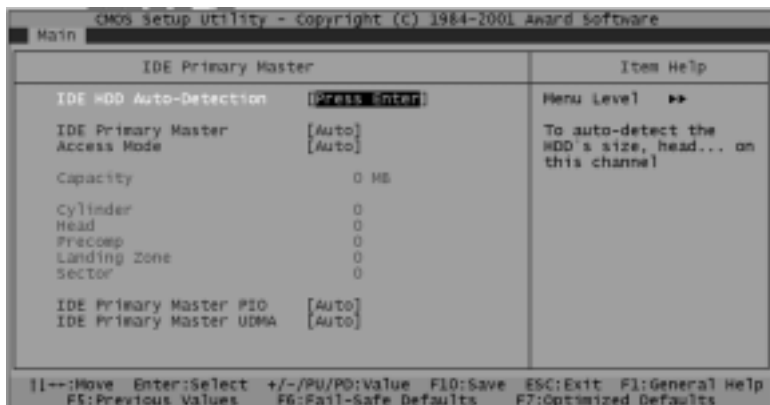 CMOS Setup Utility - Copyright (C) 1984-2001 Award Software
Main
IDE Primary Master
Item Help
IDE HDD Auto-Detection [Press Enter]
Menu Level ▸▸
IDE Primary Master [Auto]
To auto-detect the
Access Mode [Auto]
HDD's size, head... on
this channel
Capacity 0 MB
Cylinder 0
Head 0
Precomp 0
Landing Zone 0
Sector 0
IDE Primary Master PIO [Auto]
IDE Primary Master UDMA [Auto]
↑↓→←:Move Enter:Select +/-/PU/PD:Value F10:Save ESC:Exit F1:General Help
F5:Previous Values F6:Fail-Safe Defaults F7:Optimized Defaults